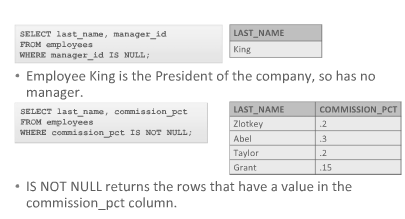 SELECT last_name, manager_id
FROM employees
WHERE manager_id IS NULL;
LAST_NAME
King
• Employee King is the President of the company, so has no
manager.
SELECT last_name, commission_pct
FROM employees
WHERE commission_pct IS NOT NULL;
LAST_NAME COMMISSION_PCT
Zlotkey .2
Abel .3
Taylor .2
Grant .15
• IS NOT NULL returns the rows that have a value in the
commission_pct column.